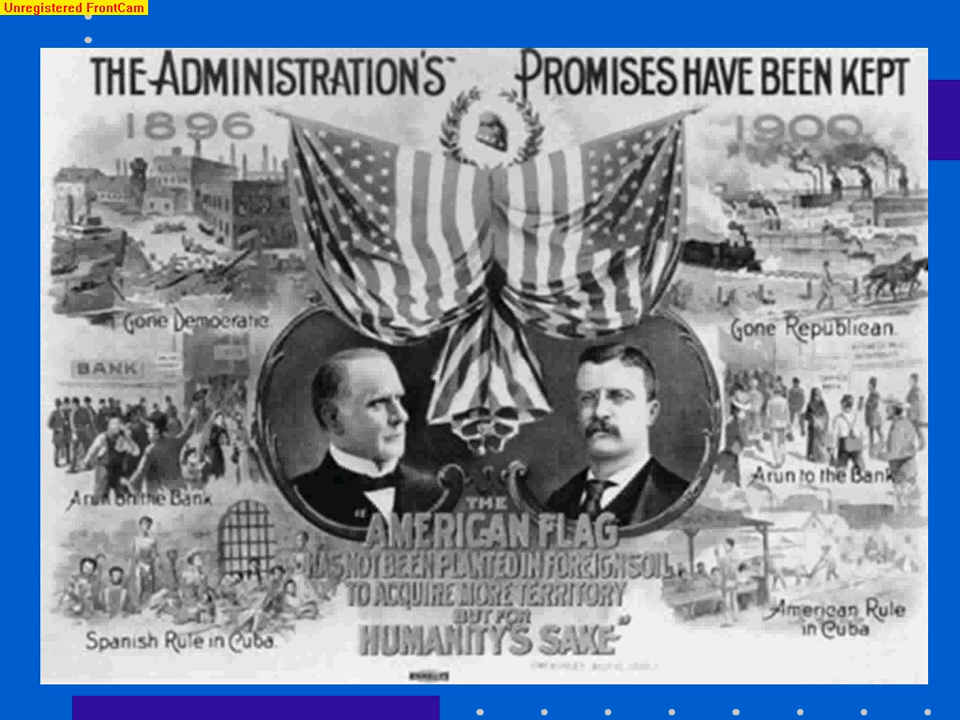 Unregistered FrontCam
THE ADMINISTRATION'S PROMISES HAVE BEEN KEPT
1896
1900
Gone Democratic.
Gone Republican.
BANK
A run on the Bank
A run to the Bank
THE
"AMERICAN FLAG
HAS NOT BEEN PLANTED IN FOREIGN SOIL
TO ACQUIRE MORE TERRITORY
BUT FOR
HUMANITY'S SAKE"
Spanish Rule in Cuba.
American Rule
in Cuba